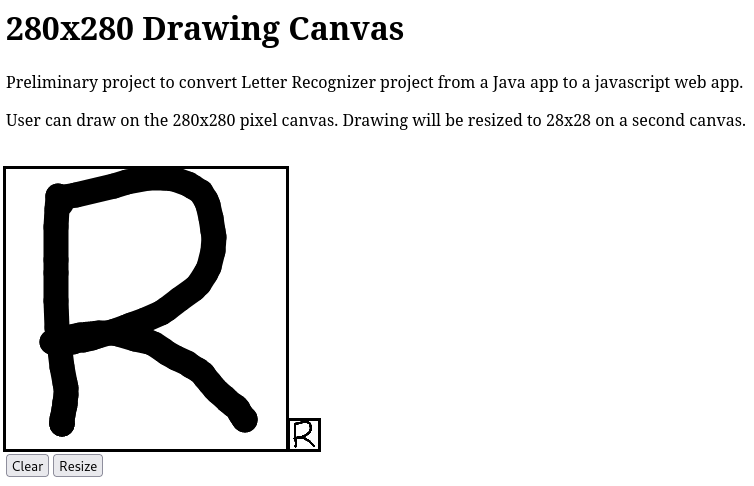 280x280 Drawing Canvas
Preliminary project to convert Letter Recognizer project from a Java app to a javascript web app.
User can draw on the 280x280 pixel canvas. Drawing will be resized to 28x28 on a second canvas.
R
R
Clear Resize